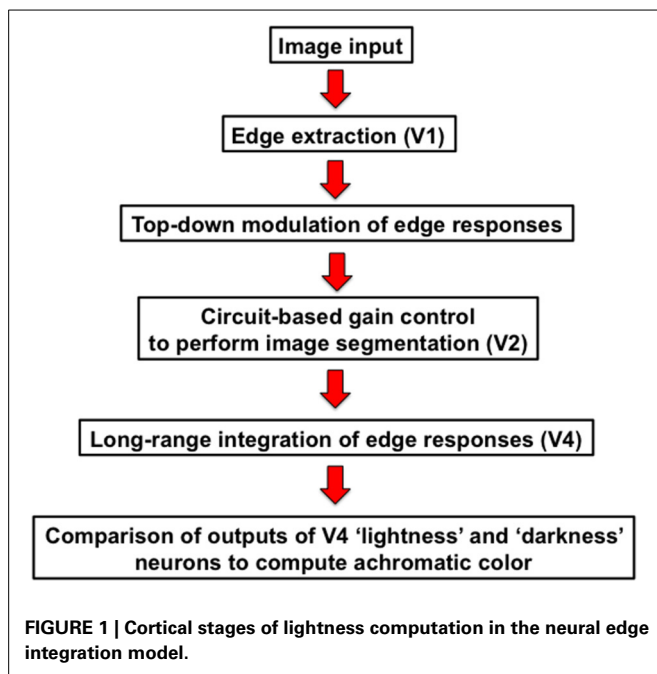 Image input
Edge extraction (V1)
Top-down modulation of edge responses
Circuit-based gain control
to perform image segmentation (V2)
Long-range integration of edge responses (V4)
Comparison of outputs of V4 'lightness' and 'darkness'
neurons to compute achromatic color
FIGURE 1 | Cortical stages of lightness computation in the neural edge
integration model.